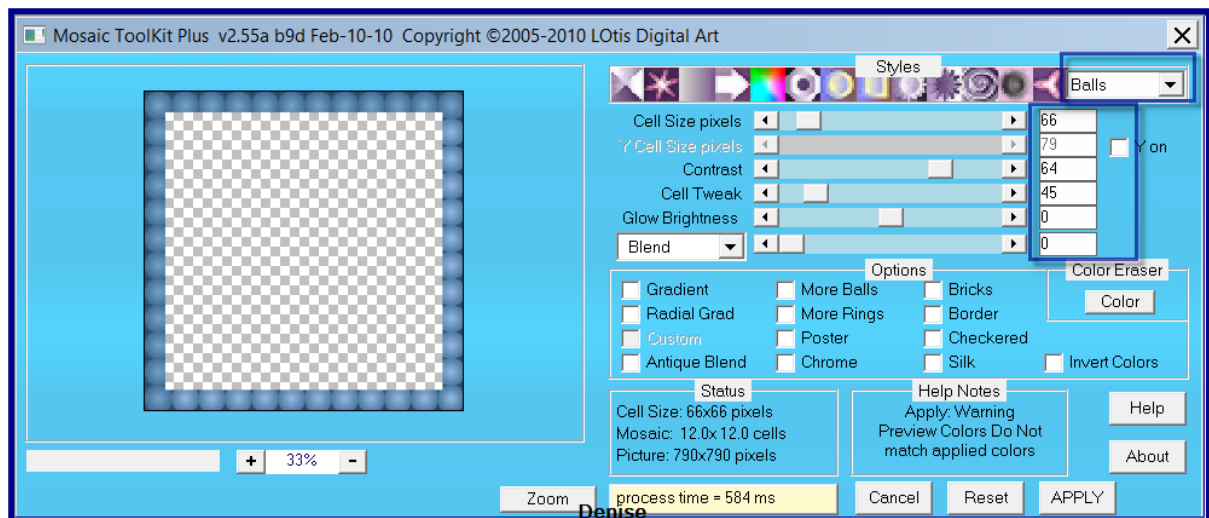 Mosaic ToolKit Plus v2.55a b9d Feb-10-10 Copyright ©2005-2010 LOtis Digital Art
Styles
Balls
Cell Size pixels 66
Y Cell Size pixels 79 Y on
Contrast 64
Cell Tweak 45
Glow Brightness 0
Blend 0
Options
Color Eraser
Gradient More Balls Bricks
Color
Radial Grad More Rings Border
Custom Poster Checkered
Antique Blend Chrome Silk Invert Colors
Status
Cell Size: 66x66 pixels
Mosaic: 12.0x 12.0 cells
Picture: 790x790 pixels
Help Notes
Apply: Warning
Preview Colors Do Not
match applied colors
Help
About
+ 33% -
Zoom process time = 584 ms Cancel Reset APPLY
Denise